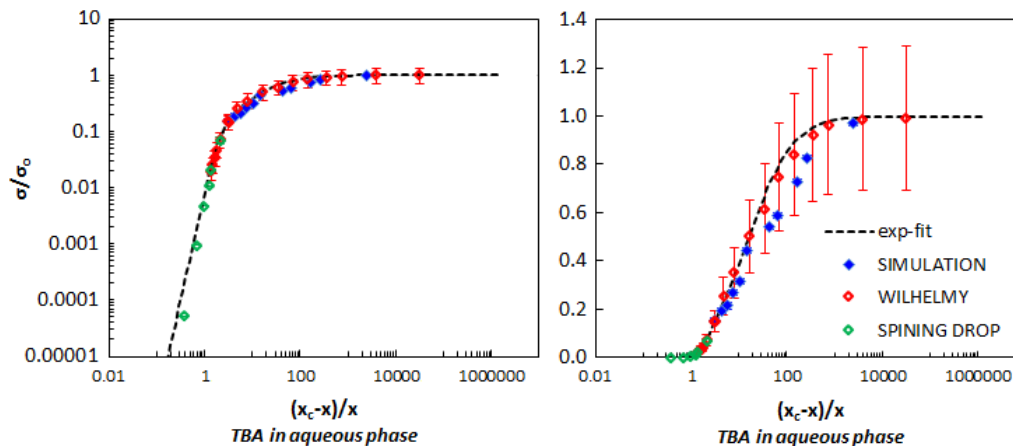 10
1
0.1
0.01
0.001
0.0001
0.00001
σ/σₒ
0.01 1 100 10000 1000000
(x꜀-x)/x
TBA in aqueous phase
1.4
1.2
1.0
0.8
0.6
0.4
0.2
0.0
exp-fit
SIMULATION
WILHELMY
SPINING DROP
0.01 1 100 10000 1000000
(x꜀-x)/x
TBA in aqueous phase